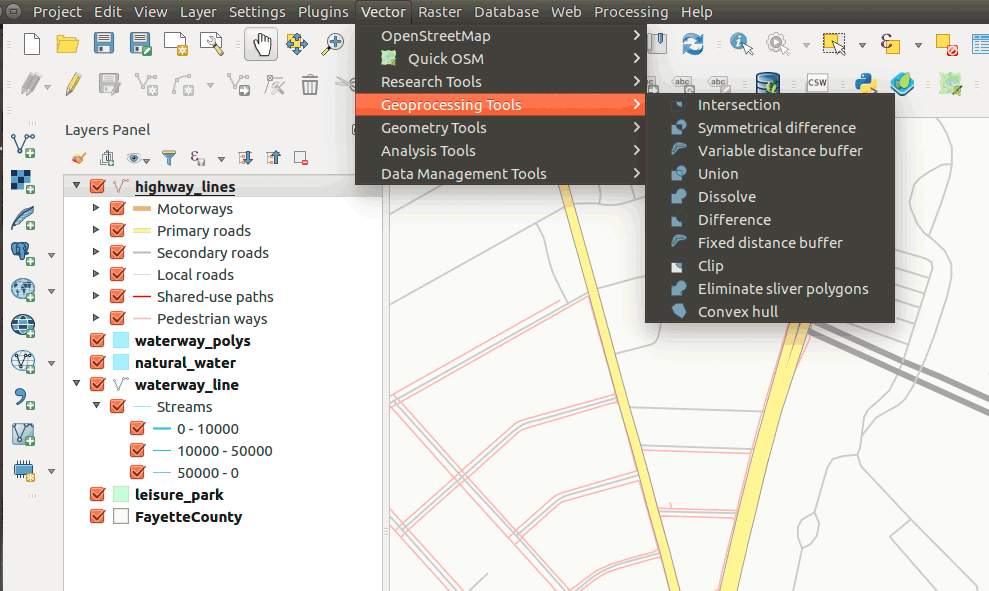 Project Edit View Layer Settings Plugins Vector Raster Database Web Processing Help
OpenStreetMap
Quick OSM
Research Tools
Geoprocessing Tools
Geometry Tools
Analysis Tools
Data Management Tools
Intersection
Symmetrical difference
Variable distance buffer
Union
Dissolve
Difference
Fixed distance buffer
Clip
Eliminate sliver polygons
Convex hull
abc
abc
CSW
Layers Panel
highway_lines
Motorways
Primary roads
Secondary roads
Local roads
Shared-use paths
Pedestrian ways
waterway_polys
natural_water
waterway_line
Streams
0 - 10000
10000 - 50000
50000 - 0
leisure_park
FayetteCounty